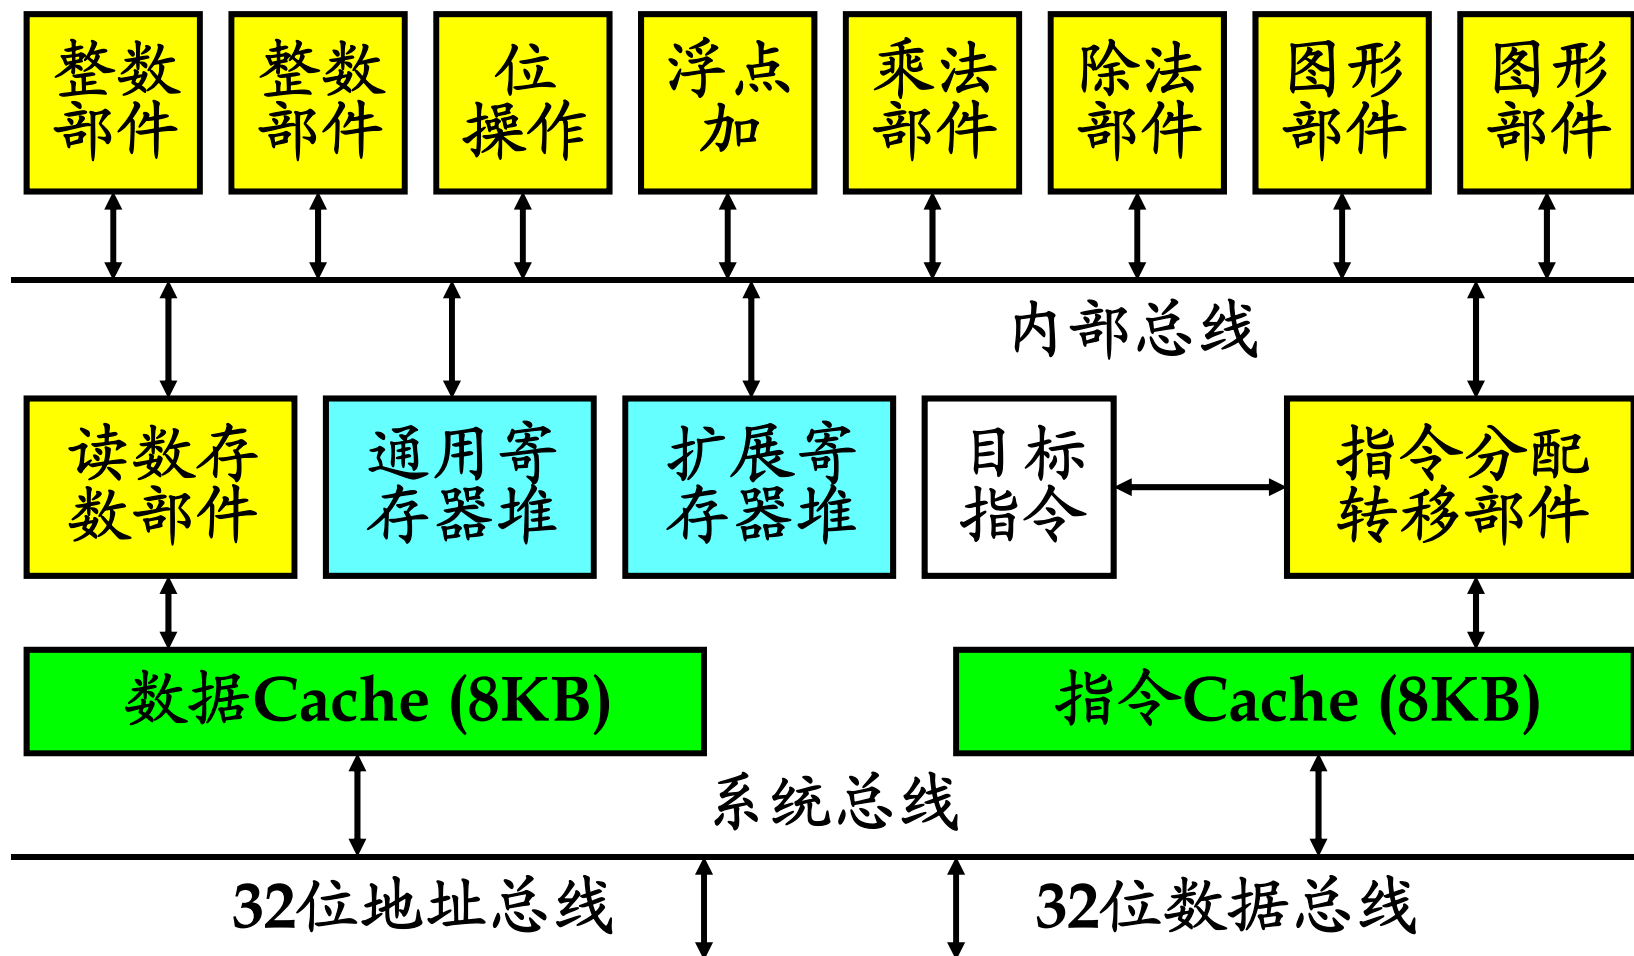 整数
部件
整数
部件
位
操作
浮点
加
乘法
部件
除法
部件
图形
部件
图形
部件
内部总线
读数存
数部件
通用寄
存器堆
扩展寄
存器堆
目标
指令
指令分配
转移部件
数据Cache (8KB)
指令Cache (8KB)
系统总线
32位地址总线
32位数据总线